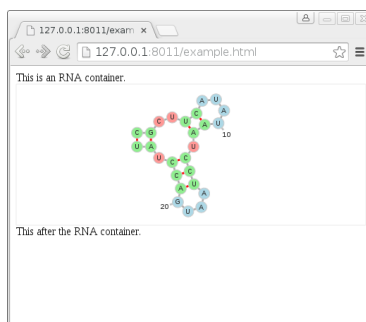 127.0.0.1:8011/exam
127.0.0.1:8011/example.html
This is an RNA container.
C G C U U C A U A U
10
A A U C C U A A U G
20
A C C U A U
This after the RNA container.